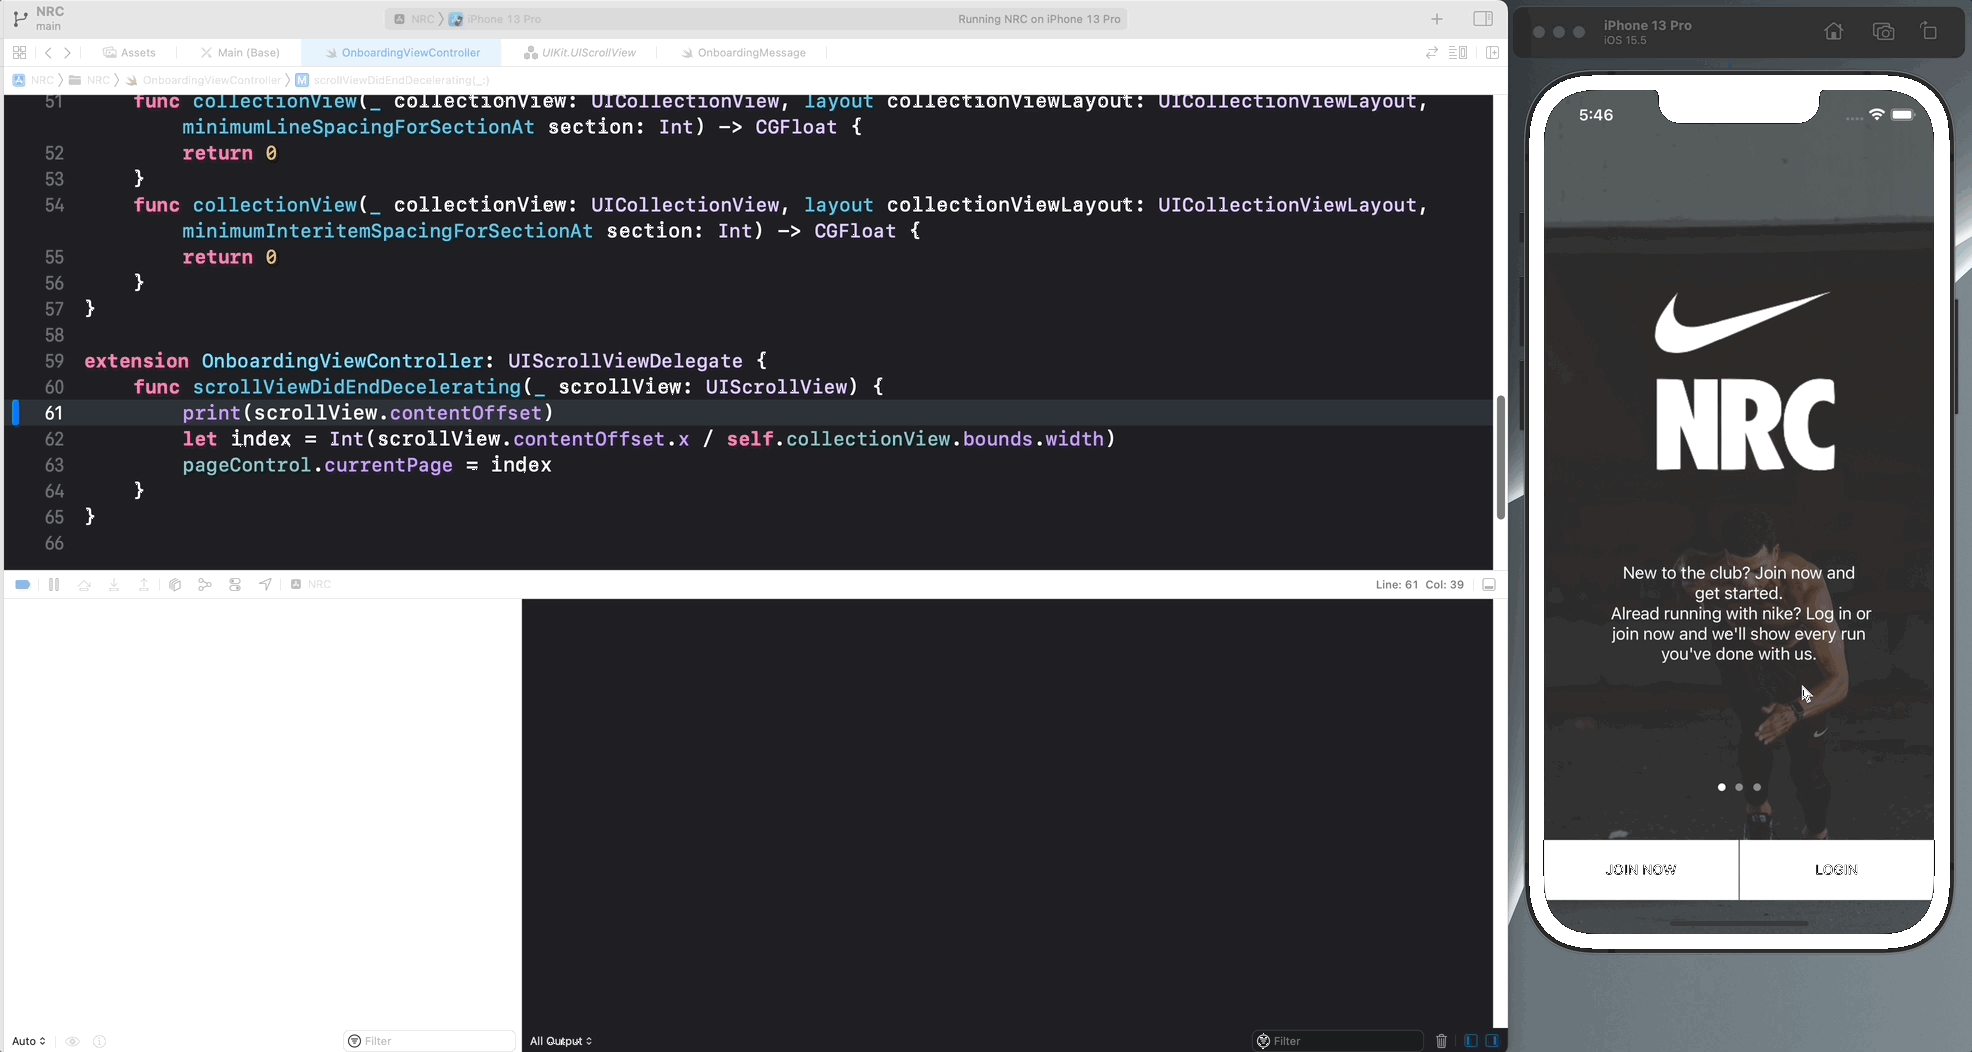 NRC
main
NRC
iPhone 13 Pro
Running NRC on iPhone 13 Pro
Assets
Main (Base)
OnboardingViewController
UIKit.UIScrollView
OnboardingMessage
NRC
NRC
OnboardingViewController
M scrollViewDidEndDecelerating(_:)
51 func collectionView(_ collectionView: UICollectionView, layout collectionViewLayout: UICollectionViewLayout,
minimumLineSpacingForSectionAt section: Int) -> CGFloat {
52 return 0
53 }
54 func collectionView(_ collectionView: UICollectionView, layout collectionViewLayout: UICollectionViewLayout,
minimumInteritemSpacingForSectionAt section: Int) -> CGFloat {
55 return 0
56 }
57 }
58
59 extension OnboardingViewController: UIScrollViewDelegate {
60 func scrollViewDidEndDecelerating(_ scrollView: UIScrollView) {
61 print(scrollView.contentOffset)
62 let index = Int(scrollView.contentOffset.x / self.collectionView.bounds.width)
63 pageControl.currentPage = index
64 }
65 }
66
NRC
Line: 61 Col: 39
Auto
Filter
All Output
Filter
iPhone 13 Pro
iOS 15.5
5:46
NRC
New to the club? Join now and
get started.
Alread running with nike? Log in or
join now and we'll show every run
you've done with us.
JOIN NOW
LOGIN